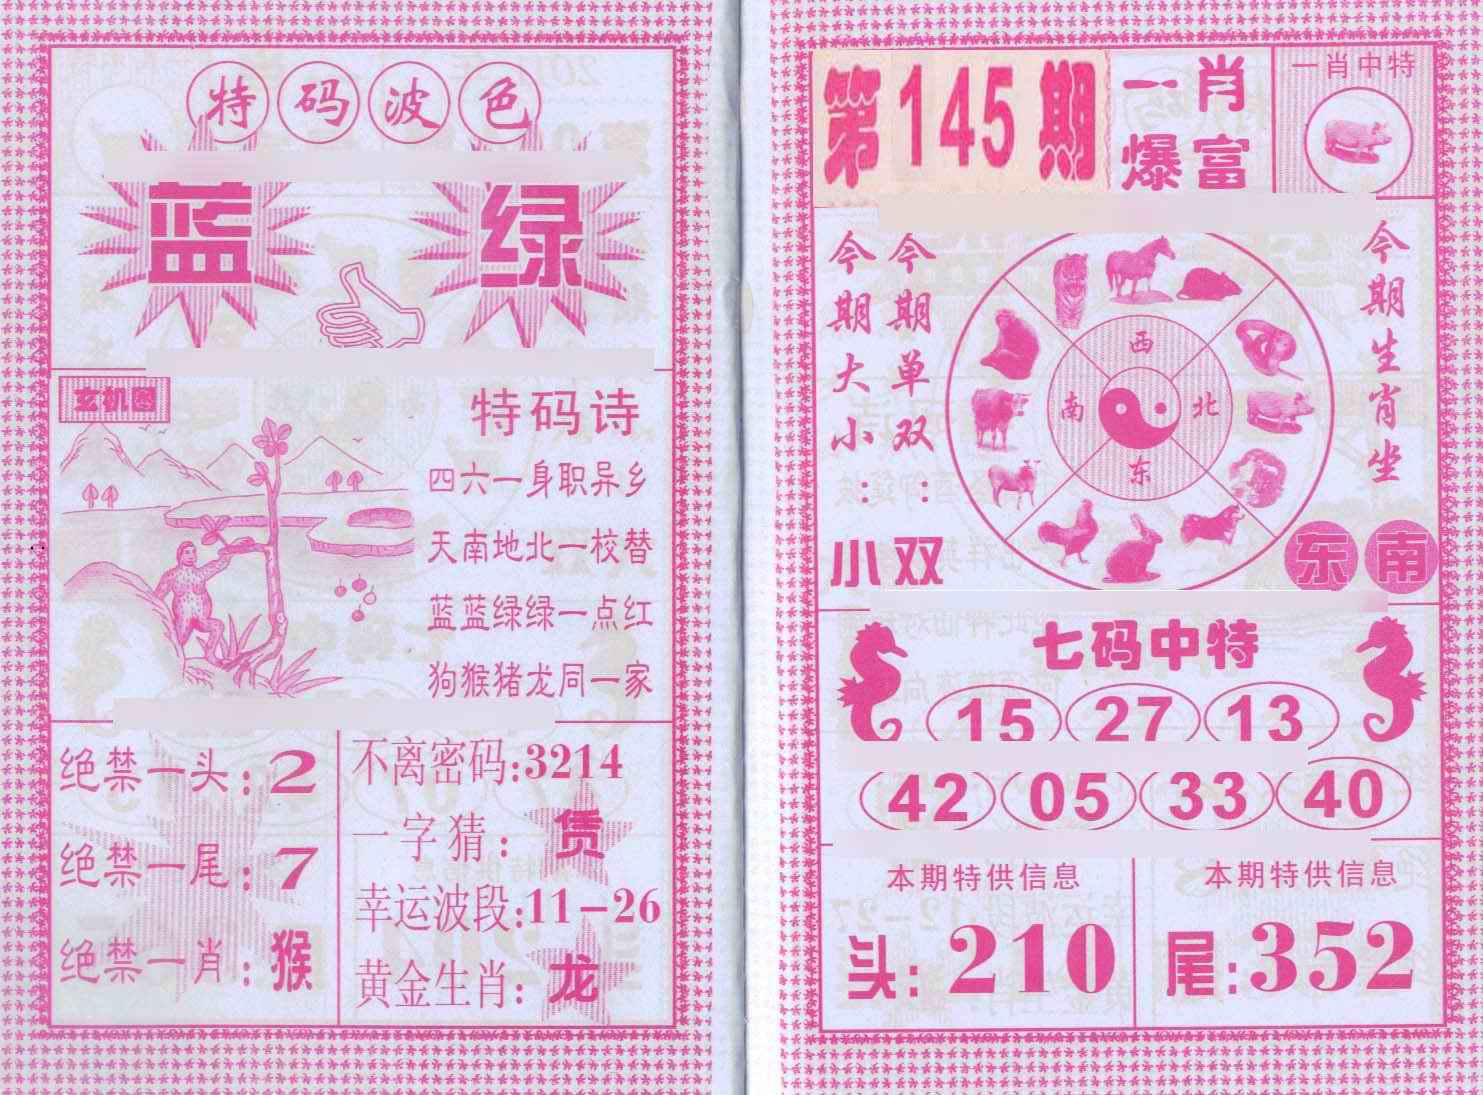 特码波色
蓝 绿
玄机图
特码诗
四六一身职异乡
天南地北一校替
蓝蓝绿绿一点红
狗猴猪龙同一家
绝禁一头:2
绝禁一尾:7
绝禁一肖:猴
不离密码:3214
一字猜:赁
幸运波段:11-26
黄金生肖:龙
第145期
一肖
爆富
一肖中特
今期大小:小
今期单双:双
西
南
北
东
今期生肖坐
东南
七码中特
15 27 13
42 05 33 40
本期特供信息
头:210
本期特供信息
尾:352